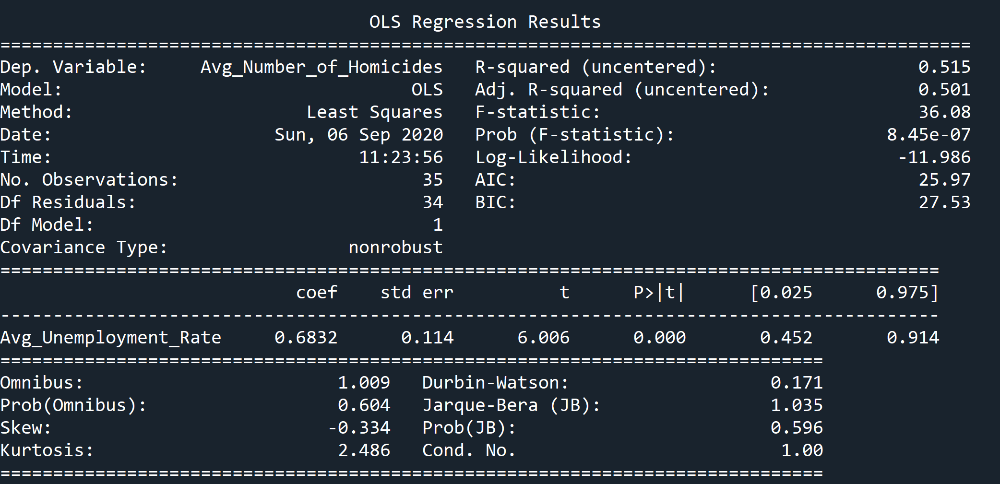 OLS Regression Results
==============================================================================================
Dep. Variable:     Avg_Number_of_Homicides   R-squared (uncentered):                   0.515
Model:                                 OLS   Adj. R-squared (uncentered):              0.501
Method:                      Least Squares   F-statistic:                              36.08
Date:                     Sun, 06 Sep 2020   Prob (F-statistic):                    8.45e-07
Time:                             11:23:56   Log-Likelihood:                         -11.986
No. Observations:                       35   AIC:                                      25.97
Df Residuals:                           34   BIC:                                      27.53
Df Model:                                1
Covariance Type:                 nonrobust
=========================================================================================
                            coef    std err          t      P>|t|      [0.025      0.975]
-----------------------------------------------------------------------------------------
Avg_Unemployment_Rate     0.6832      0.114      6.006      0.000       0.452       0.914
==============================================================================
Omnibus:                        1.009   Durbin-Watson:                   0.171
Prob(Omnibus):                  0.604   Jarque-Bera (JB):                1.035
Skew:                          -0.334   Prob(JB):                        0.596
Kurtosis:                       2.486   Cond. No.                         1.00
==============================================================================